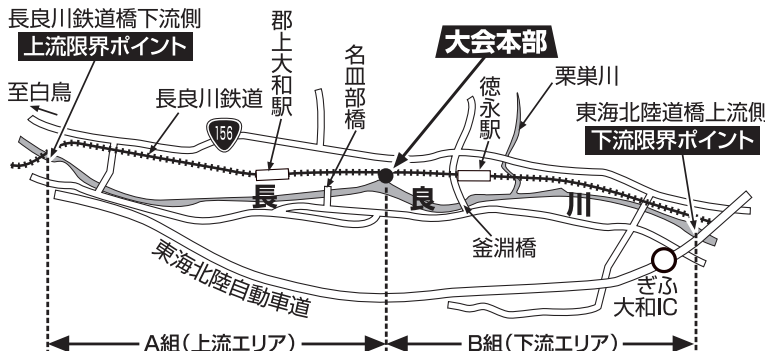 長良川鉄道橋下流側
上流限界ポイント
至白鳥
長良川鉄道
156
郡上大和駅
名皿部橋
大会本部
徳永駅
栗巣川
東海北陸道橋上流側
下流限界ポイント
長良川
釜淵橋
東海北陸自動車道
ぎふ
大和IC
A組(上流エリア)
B組(下流エリア)